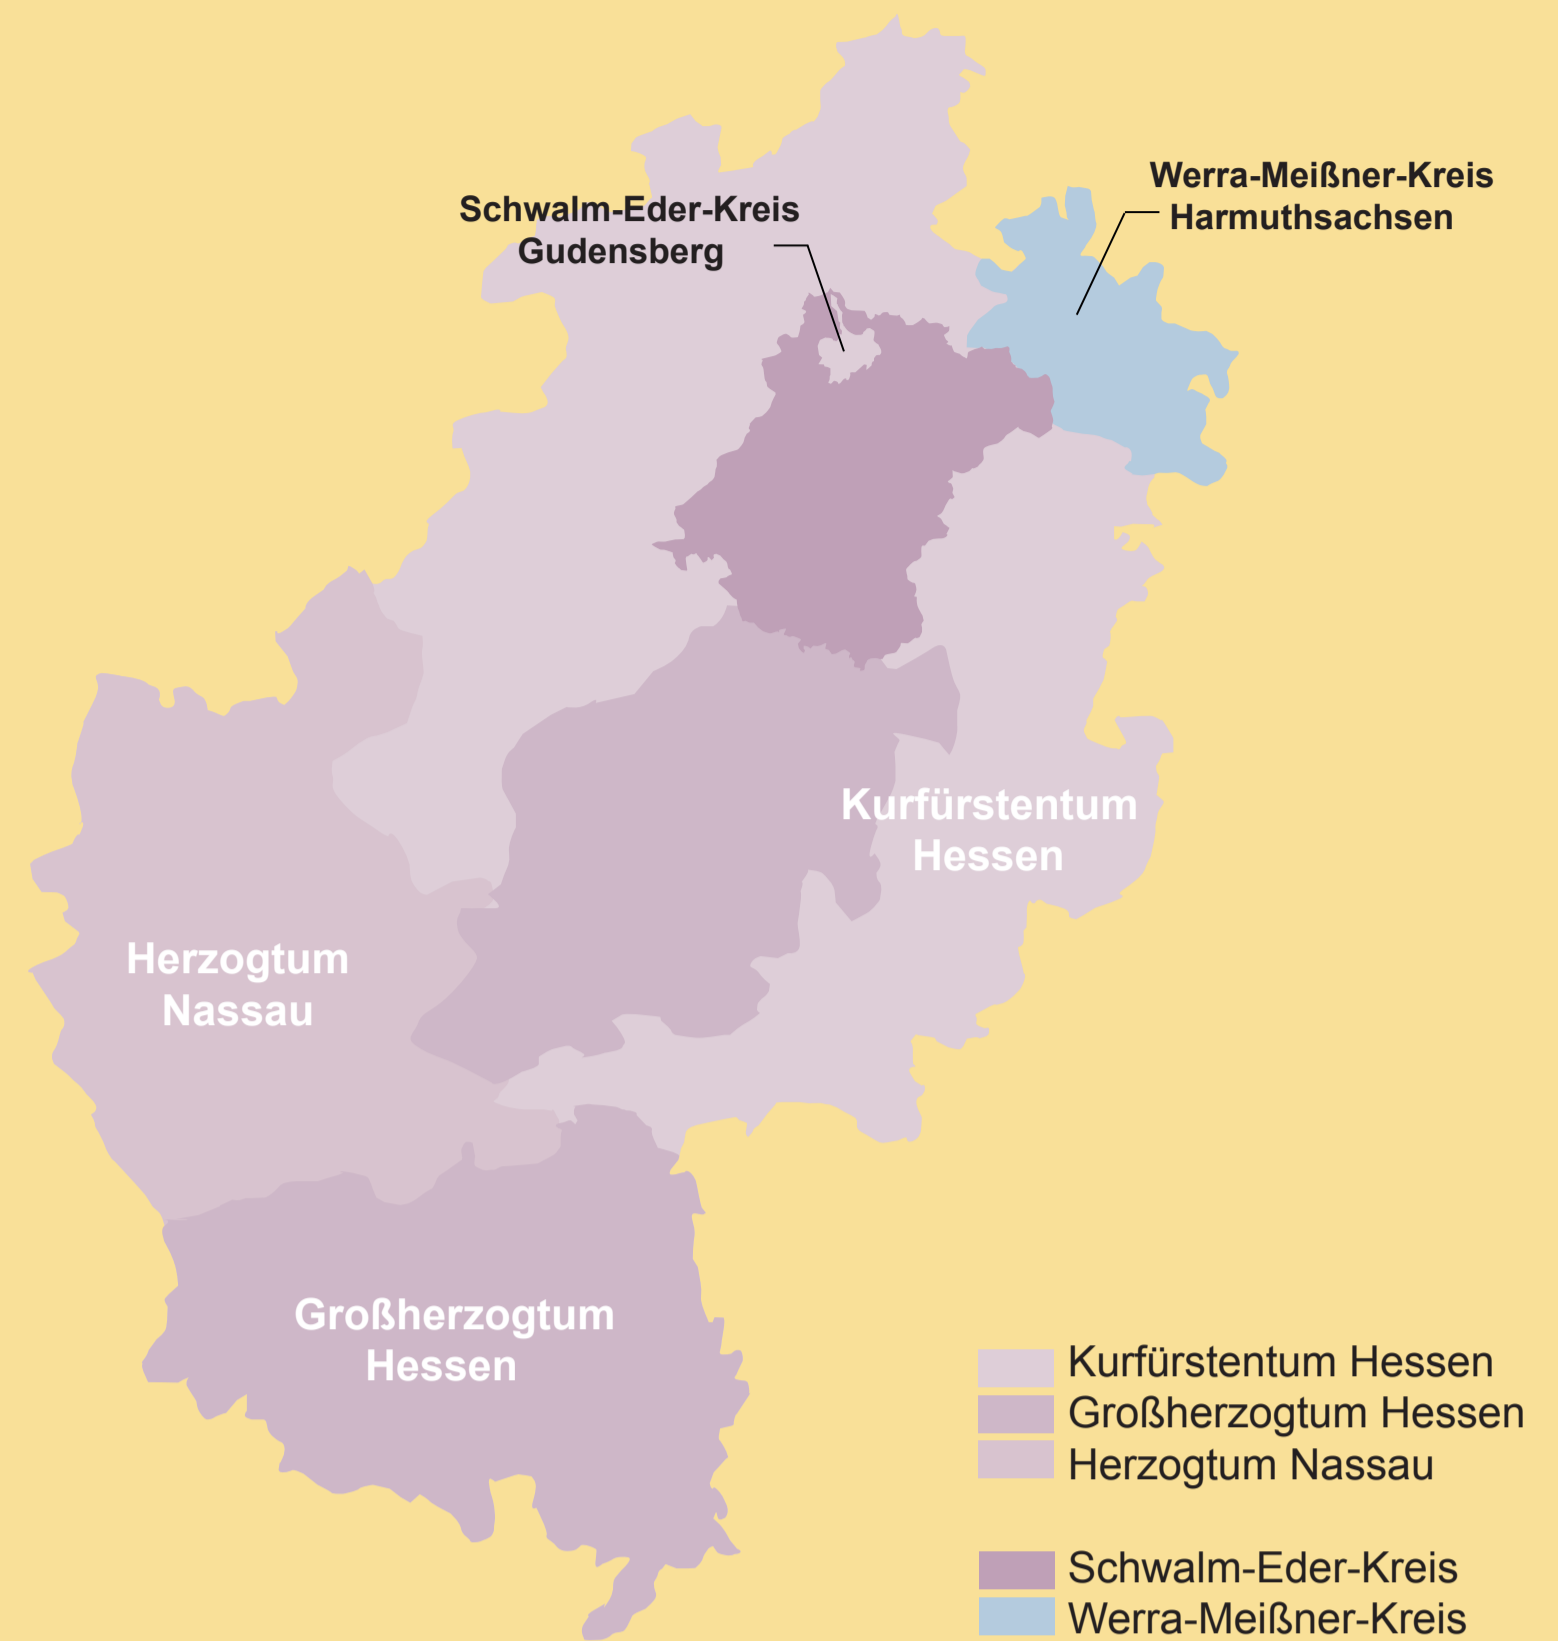 Schwalm-Eder-Kreis
Gudensberg
Werra-Meißner-Kreis
Harmuthsachsen
Kurfürstentum
Hessen
Herzogtum
Nassau
Großherzogtum
Hessen
Kurfürstentum Hessen
Großherzogtum Hessen
Herzogtum Nassau
Schwalm-Eder-Kreis
Werra-Meißner-Kreis